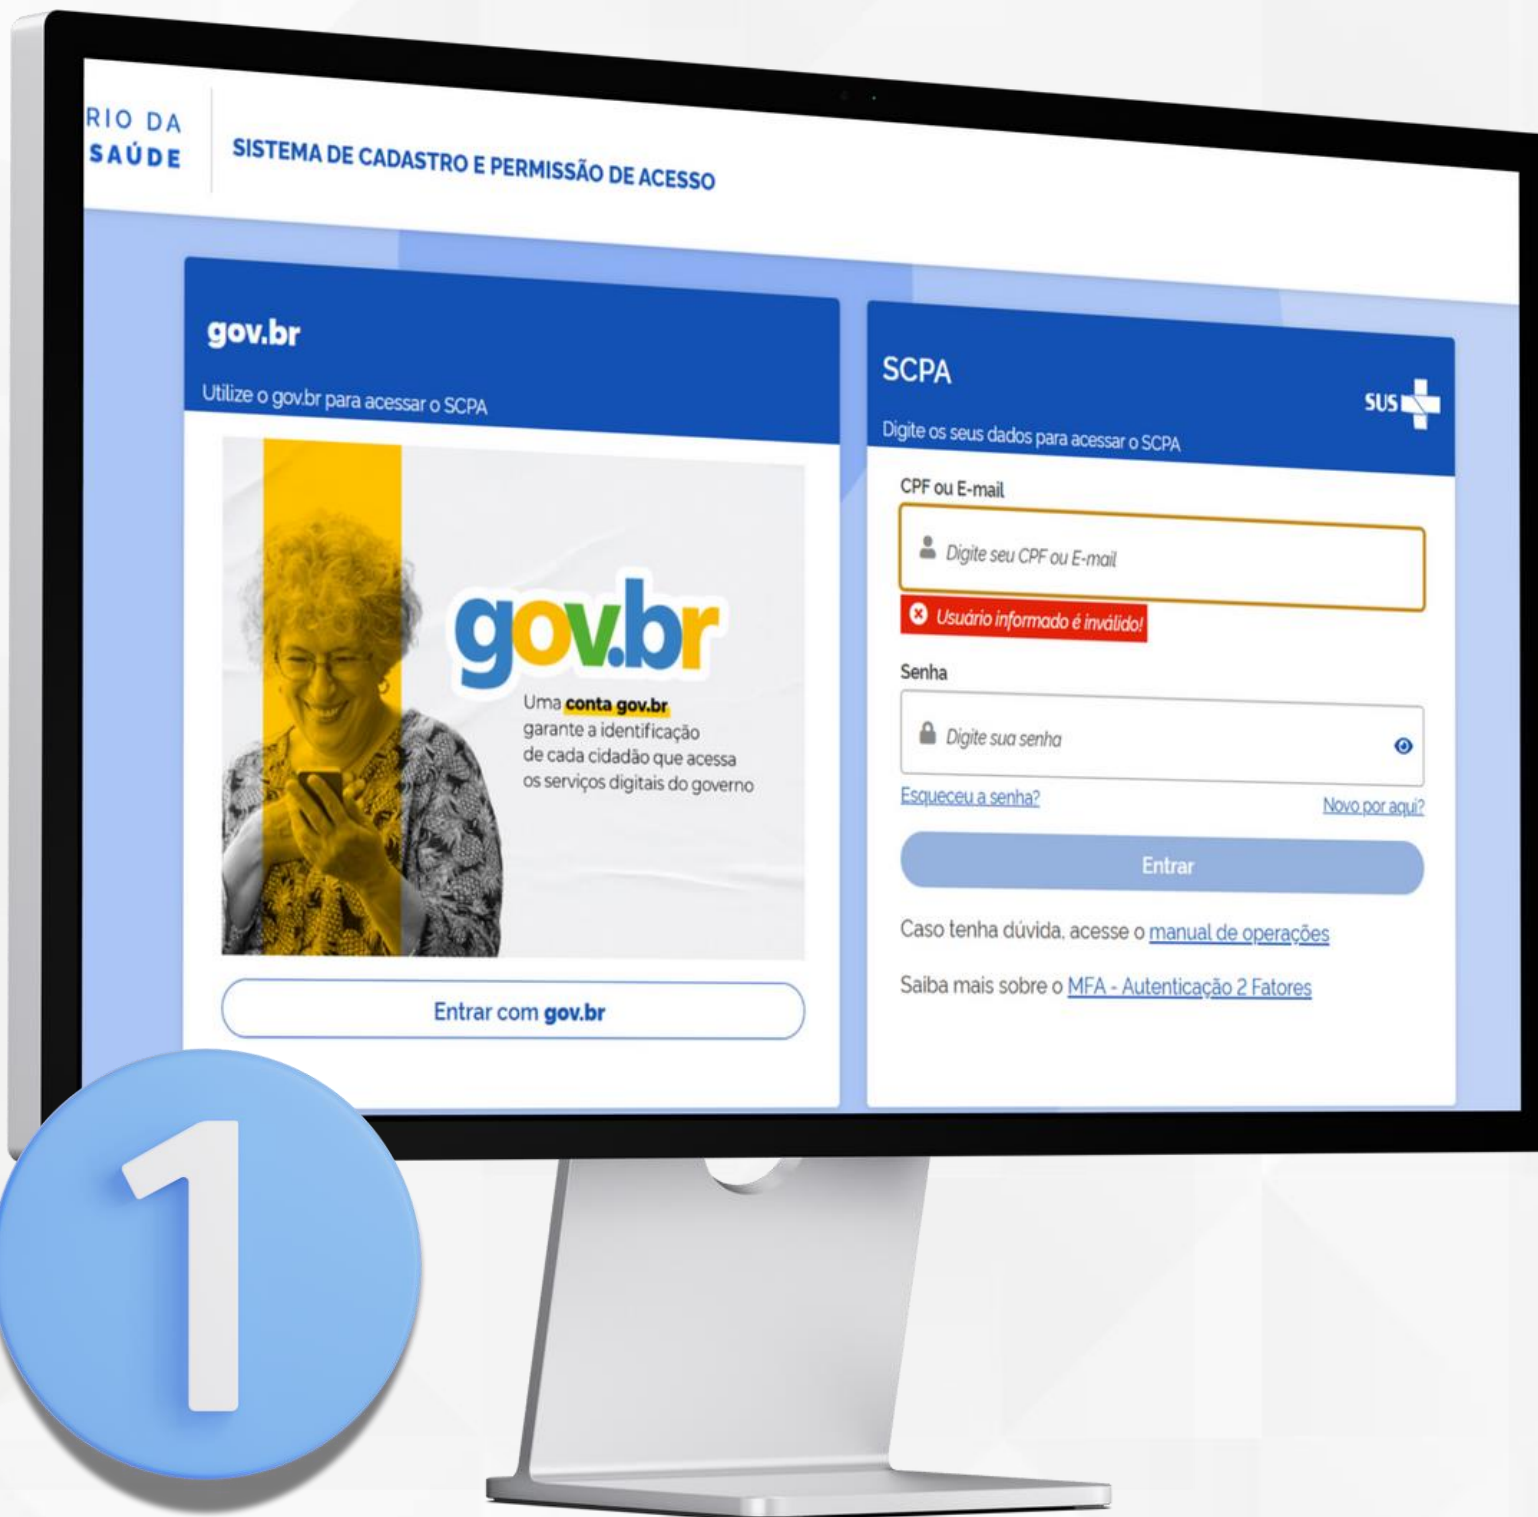 RIO DA
SAÚDE
SISTEMA DE CADASTRO E PERMISSÃO DE ACESSO
gov.br
Utilize o gov.br para acessar o SCPA
gov.br
Uma conta gov.br
garante a identificação
de cada cidadão que acessa
os serviços digitais do governo
Entrar com gov.br
SCPA
SUS
Digite os seus dados para acessar o SCPA
CPF ou E-mail
Digite seu CPF ou E-mail
Usuário informado é inválido!
Senha
Digite sua senha
Esqueceu a senha?
Novo por aqui?
Entrar
Caso tenha dúvida, acesse o manual de operações
Saiba mais sobre o MFA - Autenticação 2 Fatores
1